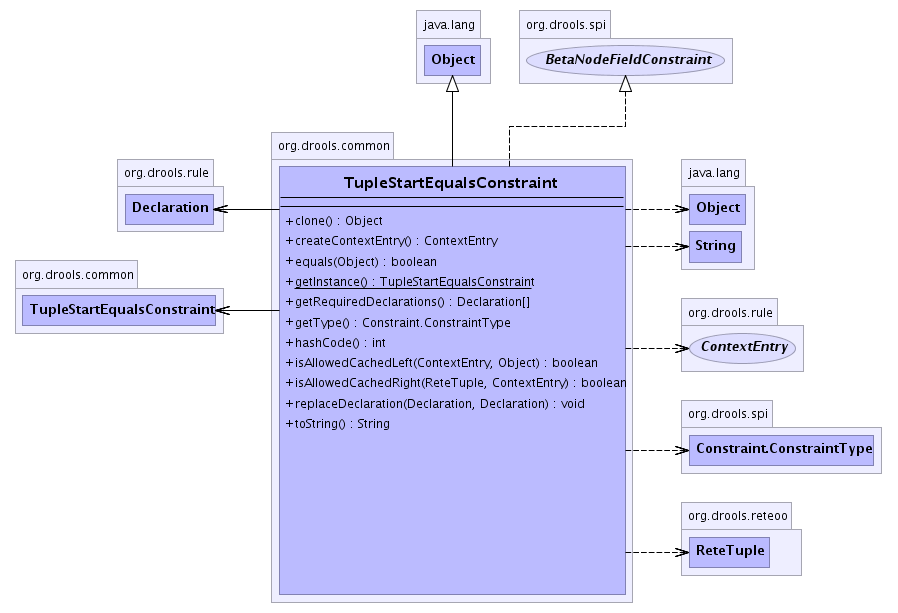 java.lang
Object
org.drools.spi
BetaNodeFieldConstraint
org.drools.common
TupleStartEqualsConstraint
+clone() : Object
+createContextEntry() : ContextEntry
+equals(Object) : boolean
+getInstance() : TupleStartEqualsConstraint
+getRequiredDeclarations() : Declaration[]
+getType() : Constraint.ConstraintType
+hashCode() : int
+isAllowedCachedLeft(ContextEntry, Object) : boolean
+isAllowedCachedRight(ReteTuple, ContextEntry) : boolean
+replaceDeclaration(Declaration, Declaration) : void
+toString() : String
org.drools.rule
Declaration
org.drools.common
TupleStartEqualsConstraint
java.lang
Object
String
org.drools.rule
ContextEntry
org.drools.spi
Constraint.ConstraintType
org.drools.reteoo
ReteTuple